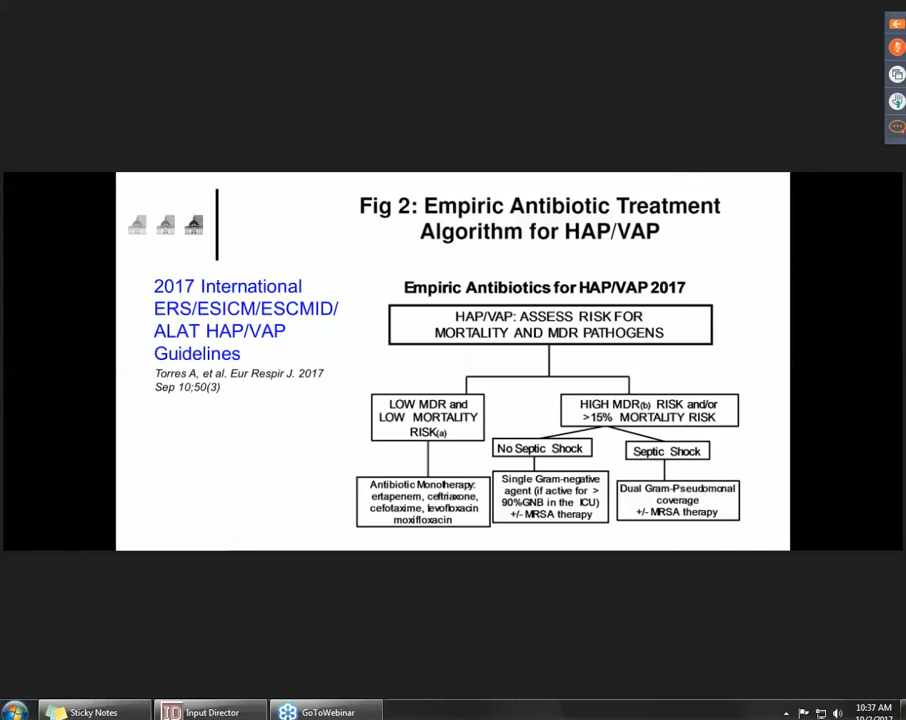 Fig 2: Empiric Antibiotic Treatment
Algorithm for HAP/VAP
2017 International
ERS/ESICM/ESCMID/
ALAT HAP/VAP
Guidelines
Torres A, et al. Eur Respir J. 2017
Sep 10;50(3)
Empiric Antibiotics for HAP/VAP 2017
HAP/VAP: ASSESS RISK FOR
MORTALITY AND MDR PATHOGENS
LOW MDR and
LOW MORTALITY
RISK(a)
HIGH MDR(b) RISK and/or
>15% MORTALITY RISK
No Septic Shock
Septic Shock
Antibiotic Monotherapy:
ertapenem, ceftriaxone,
cefotaxime, levofloxacin
moxifloxacin
Single Gram-negative
agent (if active for >
90%GNB in the ICU)
+/- MRSA therapy
Dual Gram-Pseudomonal
coverage
+/- MRSA therapy
Sticky Notes
ID Input Director
GoToWebinar
10:37 AM
10/2/2017